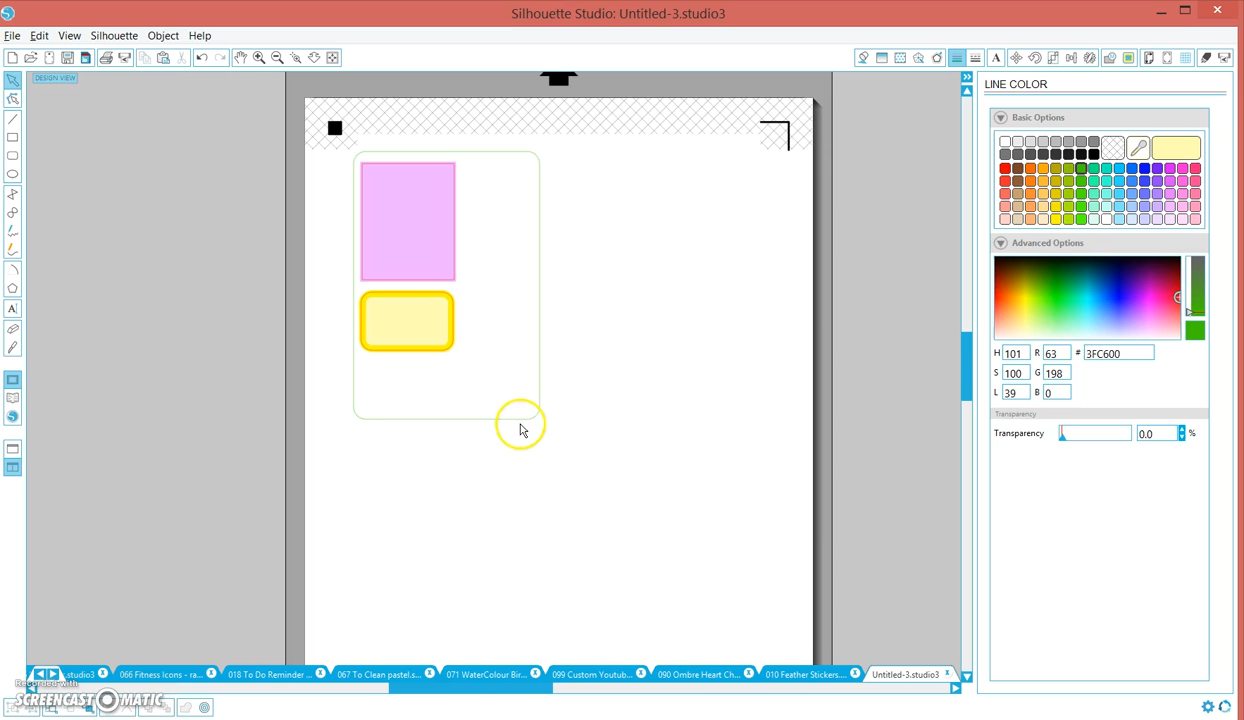 Silhouette Studio: Untitled-3.studio3
File Edit View Silhouette Object Help
DESIGN VIEW
LINE COLOR
Basic Options
Advanced Options
H 101 R 63 # 3FC600
S 100 G 198
L 39 B 0
Transparency
Transparency 0.0 %
.studio3 066 Fitness Icons - ra... 018 To Do Reminder ... 067 To Clean pastel.s... 071 WaterColour Bir... 099 Custom Youtub... 090 Ombre Heart Ch... 010 Feather Stickers.... Untitled-3.studio3
Recorded with
SCREENCAST MATIC